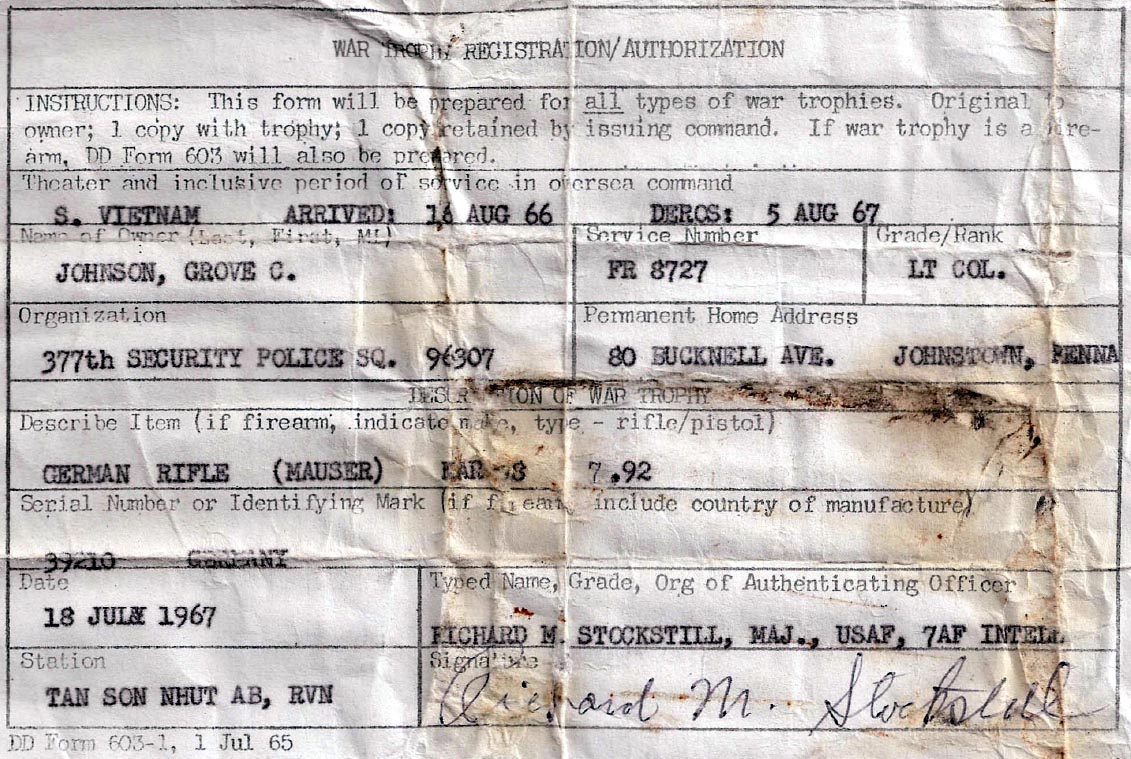 WAR TROPHY REGISTRATION/AUTHORIZATION
INSTRUCTIONS: This form will be prepared for all types of war trophies. Original to
owner; 1 copy with trophy; 1 copy retained by issuing command. If war trophy is a fire-
arm, DD Form 603 will also be prepared.
Theater and inclusive period of service in oversea command
S. VIETNAM ARRIVED: 16 AUG 66 DEROS: 5 AUG 67
Name of Owner (Last, First, MI) Service Number Grade/Rank
JOHNSON, GROVE C. FR 8727 LT COL.
Organization Permanent Home Address
377th SECURITY POLICE SQ. 96307 80 BUCKNELL AVE. JOHNSTOWN, PENNA
DESCRIPTION OF WAR TROPHY
Describe Item (if firearm, indicate make, type - rifle/pistol)
GERMAN RIFLE (MAUSER) KAR 98 7.92
Serial Number or Identifying Mark (if firearm, include country of manufacture)
39210 GERMANY
Date Typed Name, Grade, Org of Authenticating Officer
18 JULY 1967
RICHARD M. STOCKSTILL, MAJ., USAF, 7AF INTELL
Station Signature
TAN SON NHUT AB, RVN Richard M. Stockstill
DD Form 603-1, 1 Jul 65